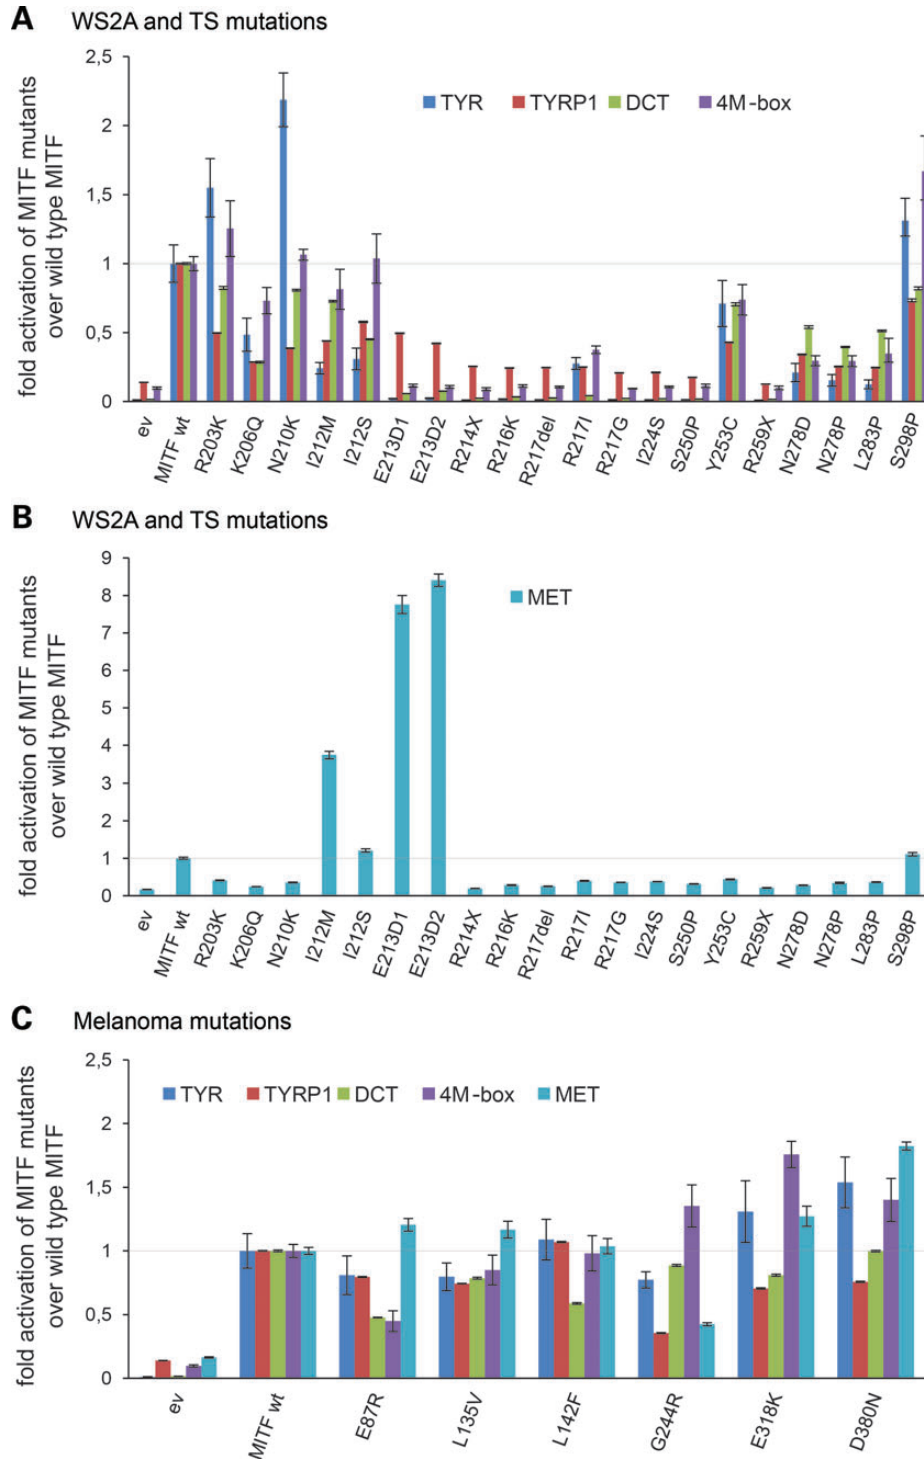 A WS2A and TS mutations
fold activation of MITF mutants
over wild type MITF
2,5
2
1,5
1
0,5
0
TYR TYRP1 DCT 4M-box
ev MITF wt R203K K206Q N210K I212M I212S E213D1 E213D2 R214X R216K R217del R217I R217G I224S S250P Y253C R259X N278D N278P L283P S298P
B WS2A and TS mutations
fold activation of MITF mutants
over wild type MITF
9
8
7
6
5
4
3
2
1
0
MET
ev MITF wt R203K K206Q N210K I212M I212S E213D1 E213D2 R214X R216K R217del R217I R217G I224S S250P Y253C R259X N278D N278P L283P S298P
C Melanoma mutations
fold activation of MITF mutants
over wild type MITF
2,5
2
1,5
1
0,5
0
TYR TYRP1 DCT 4M-box MET
ev MITF wt E87R L135V L142F G244R E318K D380N